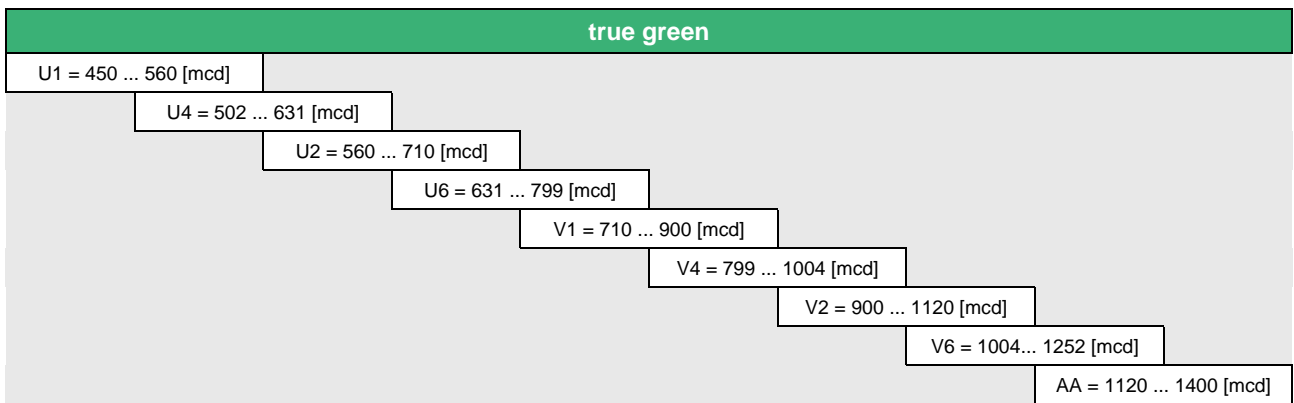 true green
U1 = 450 ... 560 [mcd]
U4 = 502 ... 631 [mcd]
U2 = 560 ... 710 [mcd]
U6 = 631 ... 799 [mcd]
V1 = 710 ... 900 [mcd]
V4 = 799 ... 1004 [mcd]
V2 = 900 ... 1120 [mcd]
V6 = 1004... 1252 [mcd]
AA = 1120 ... 1400 [mcd]